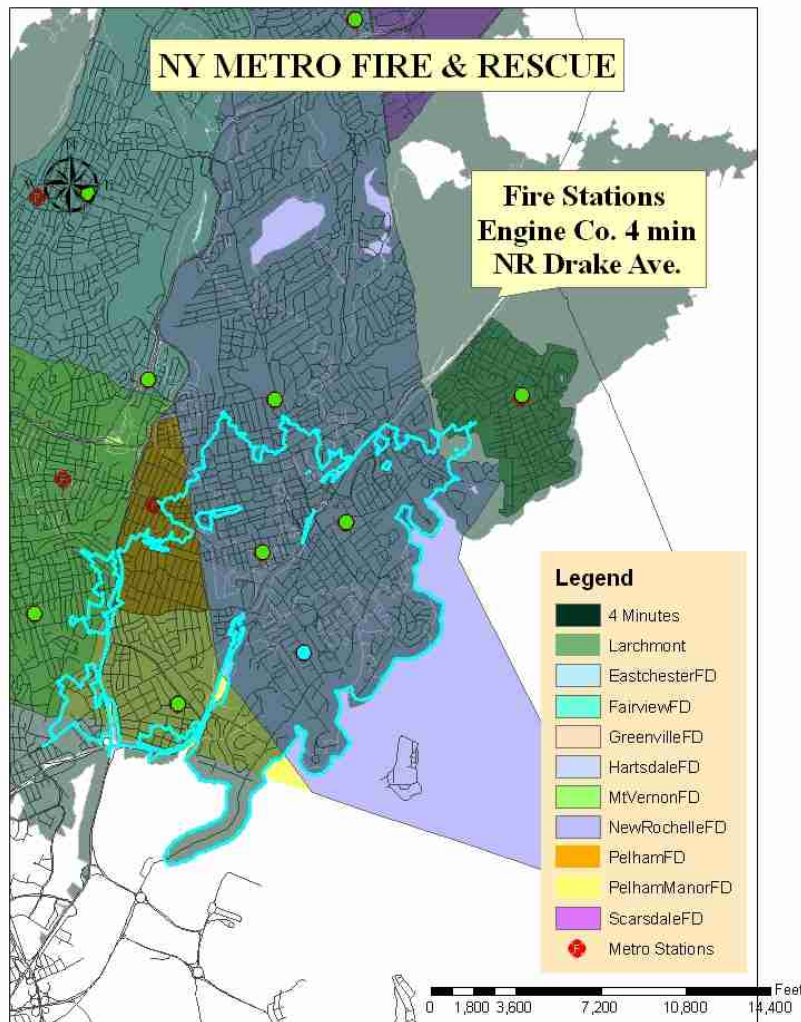 NY METRO FIRE & RESCUE
N
E
Fire Stations
Engine Co. 4 min
NR Drake Ave.
Legend
4 Minutes
Larchmont
EastchesterFD
FairviewFD
GreenvilleFD
HartsdaleFD
MtVernonFD
NewRochelleFD
PelhamFD
PelhamManorFD
ScarsdaleFD
F Metro Stations
Feet
0 1,800 3,600 7,200 10,800 14,400